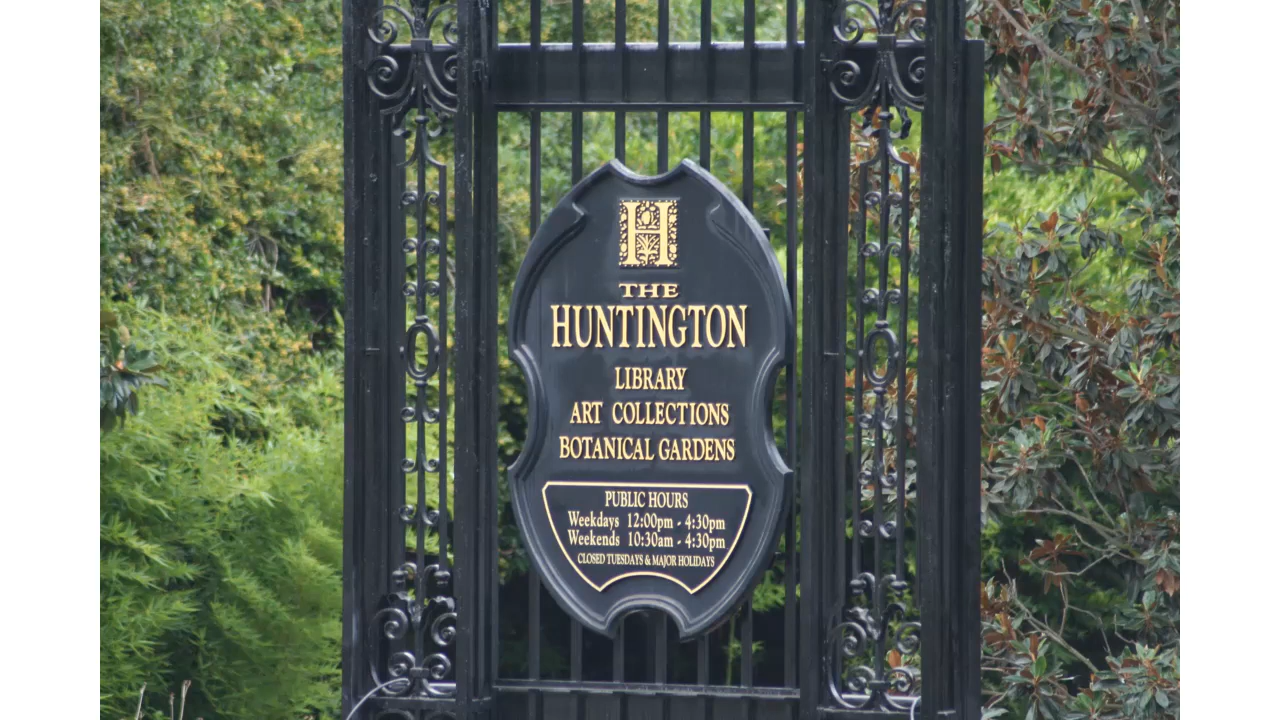 H
THE
HUNTINGTON
LIBRARY
ART COLLECTIONS
BOTANICAL GARDENS
PUBLIC HOURS
Weekdays 12:00pm - 4:30pm
Weekends 10:30am - 4:30pm
CLOSED TUESDAYS & MAJOR HOLIDAYS